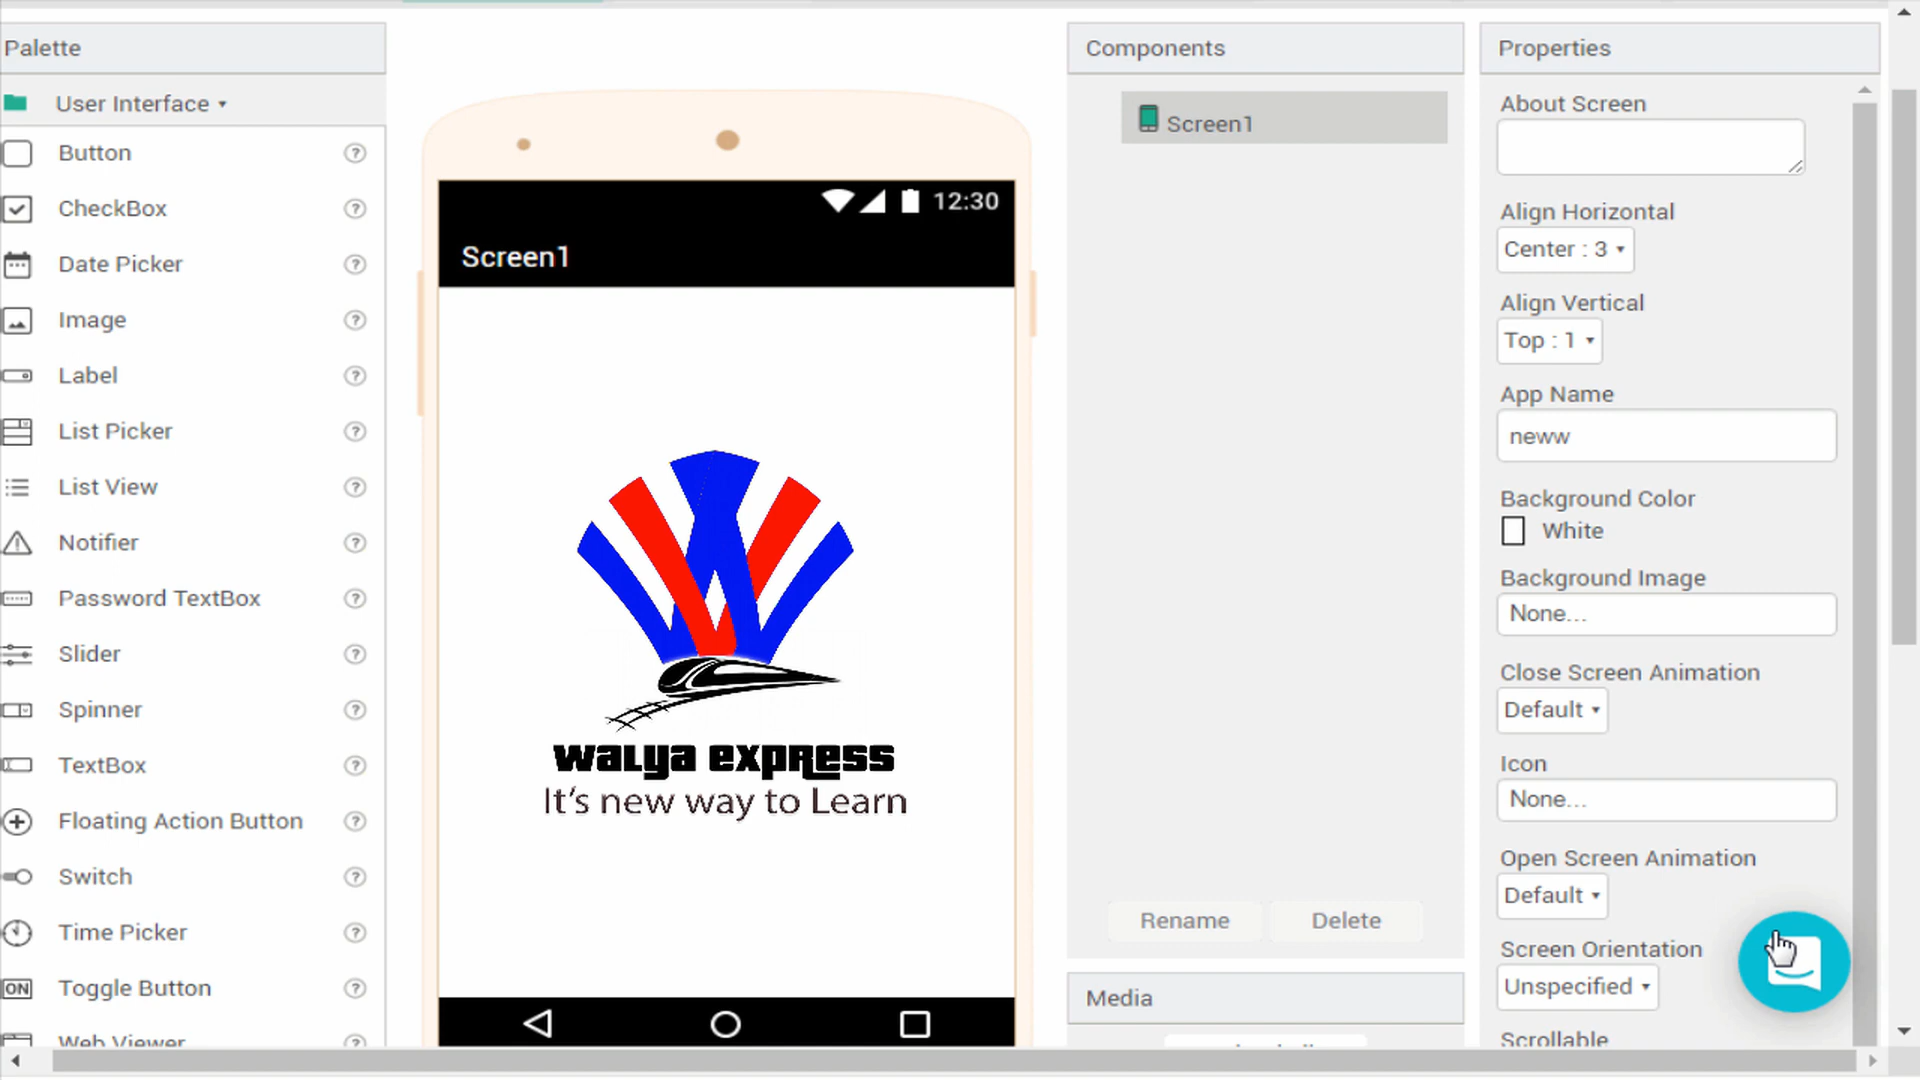 Palette
User Interface
Button
CheckBox
Date Picker
Image
Label
List Picker
List View
Notifier
Password TextBox
Slider
Spinner
TextBox
Floating Action Button
Switch
Time Picker
ON Toggle Button
Web Viewer
12:30
Screen1
walya express
It's new way to Learn
Components
Screen1
Rename
Delete
Media
Properties
About Screen
Align Horizontal
Center : 3
Align Vertical
Top : 1
App Name
neww
Background Color
White
Background Image
None...
Close Screen Animation
Default
Icon
None...
Open Screen Animation
Default
Screen Orientation
Unspecified
Scrollable